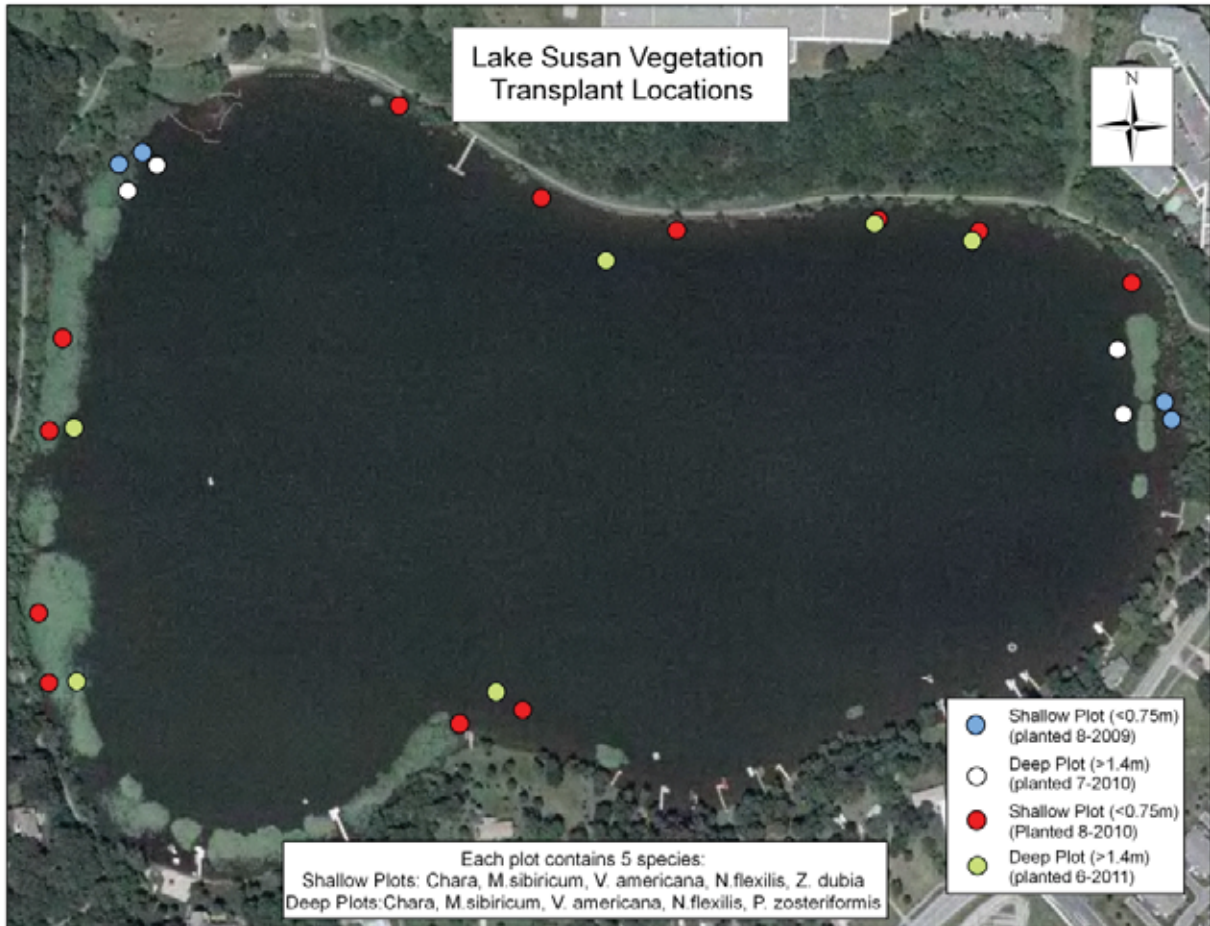 Lake Susan Vegetation
Transplant Locations
N
Shallow Plot (<0.75m)
(planted 8-2009)
Deep Plot (>1.4m)
(planted 7-2010)
Shallow Plot (<0.75m)
(Planted 8-2010)
Deep Plot (>1.4m)
(planted 6-2011)
Each plot contains 5 species:
Shallow Plots: Chara, M.sibiricum, V. americana, N.flexilis, Z. dubia
Deep Plots:Chara, M.sibiricum, V. americana, N.flexilis, P. zosteriformis